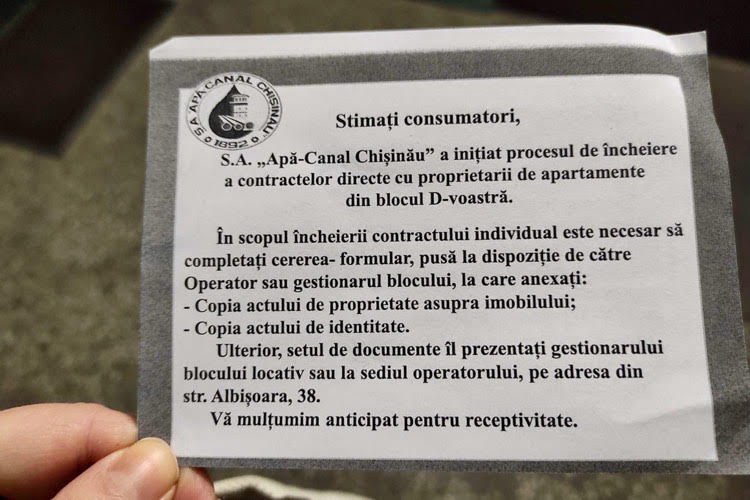 S.A APĂ CANAL CHIŞINĂU
1892
Stimați consumatori,
S.A. „Apă-Canal Chișinău” a inițiat procesul de încheiere
a contractelor directe cu proprietarii de apartamente
din blocul D-voastră.
În scopul încheierii contractului individual este necesar să
completați cererea- formular, pusă la dispoziție de către
Operator sau gestionarul blocului, la care anexați:
- Copia actului de proprietate asupra imobilului;
- Copia actului de identitate.
Ulterior, setul de documente îl prezentați gestionarului
blocului locativ sau la sediul operatorului, pe adresa din
str. Albișoara, 38.
Vă mulțumim anticipat pentru receptivitate.